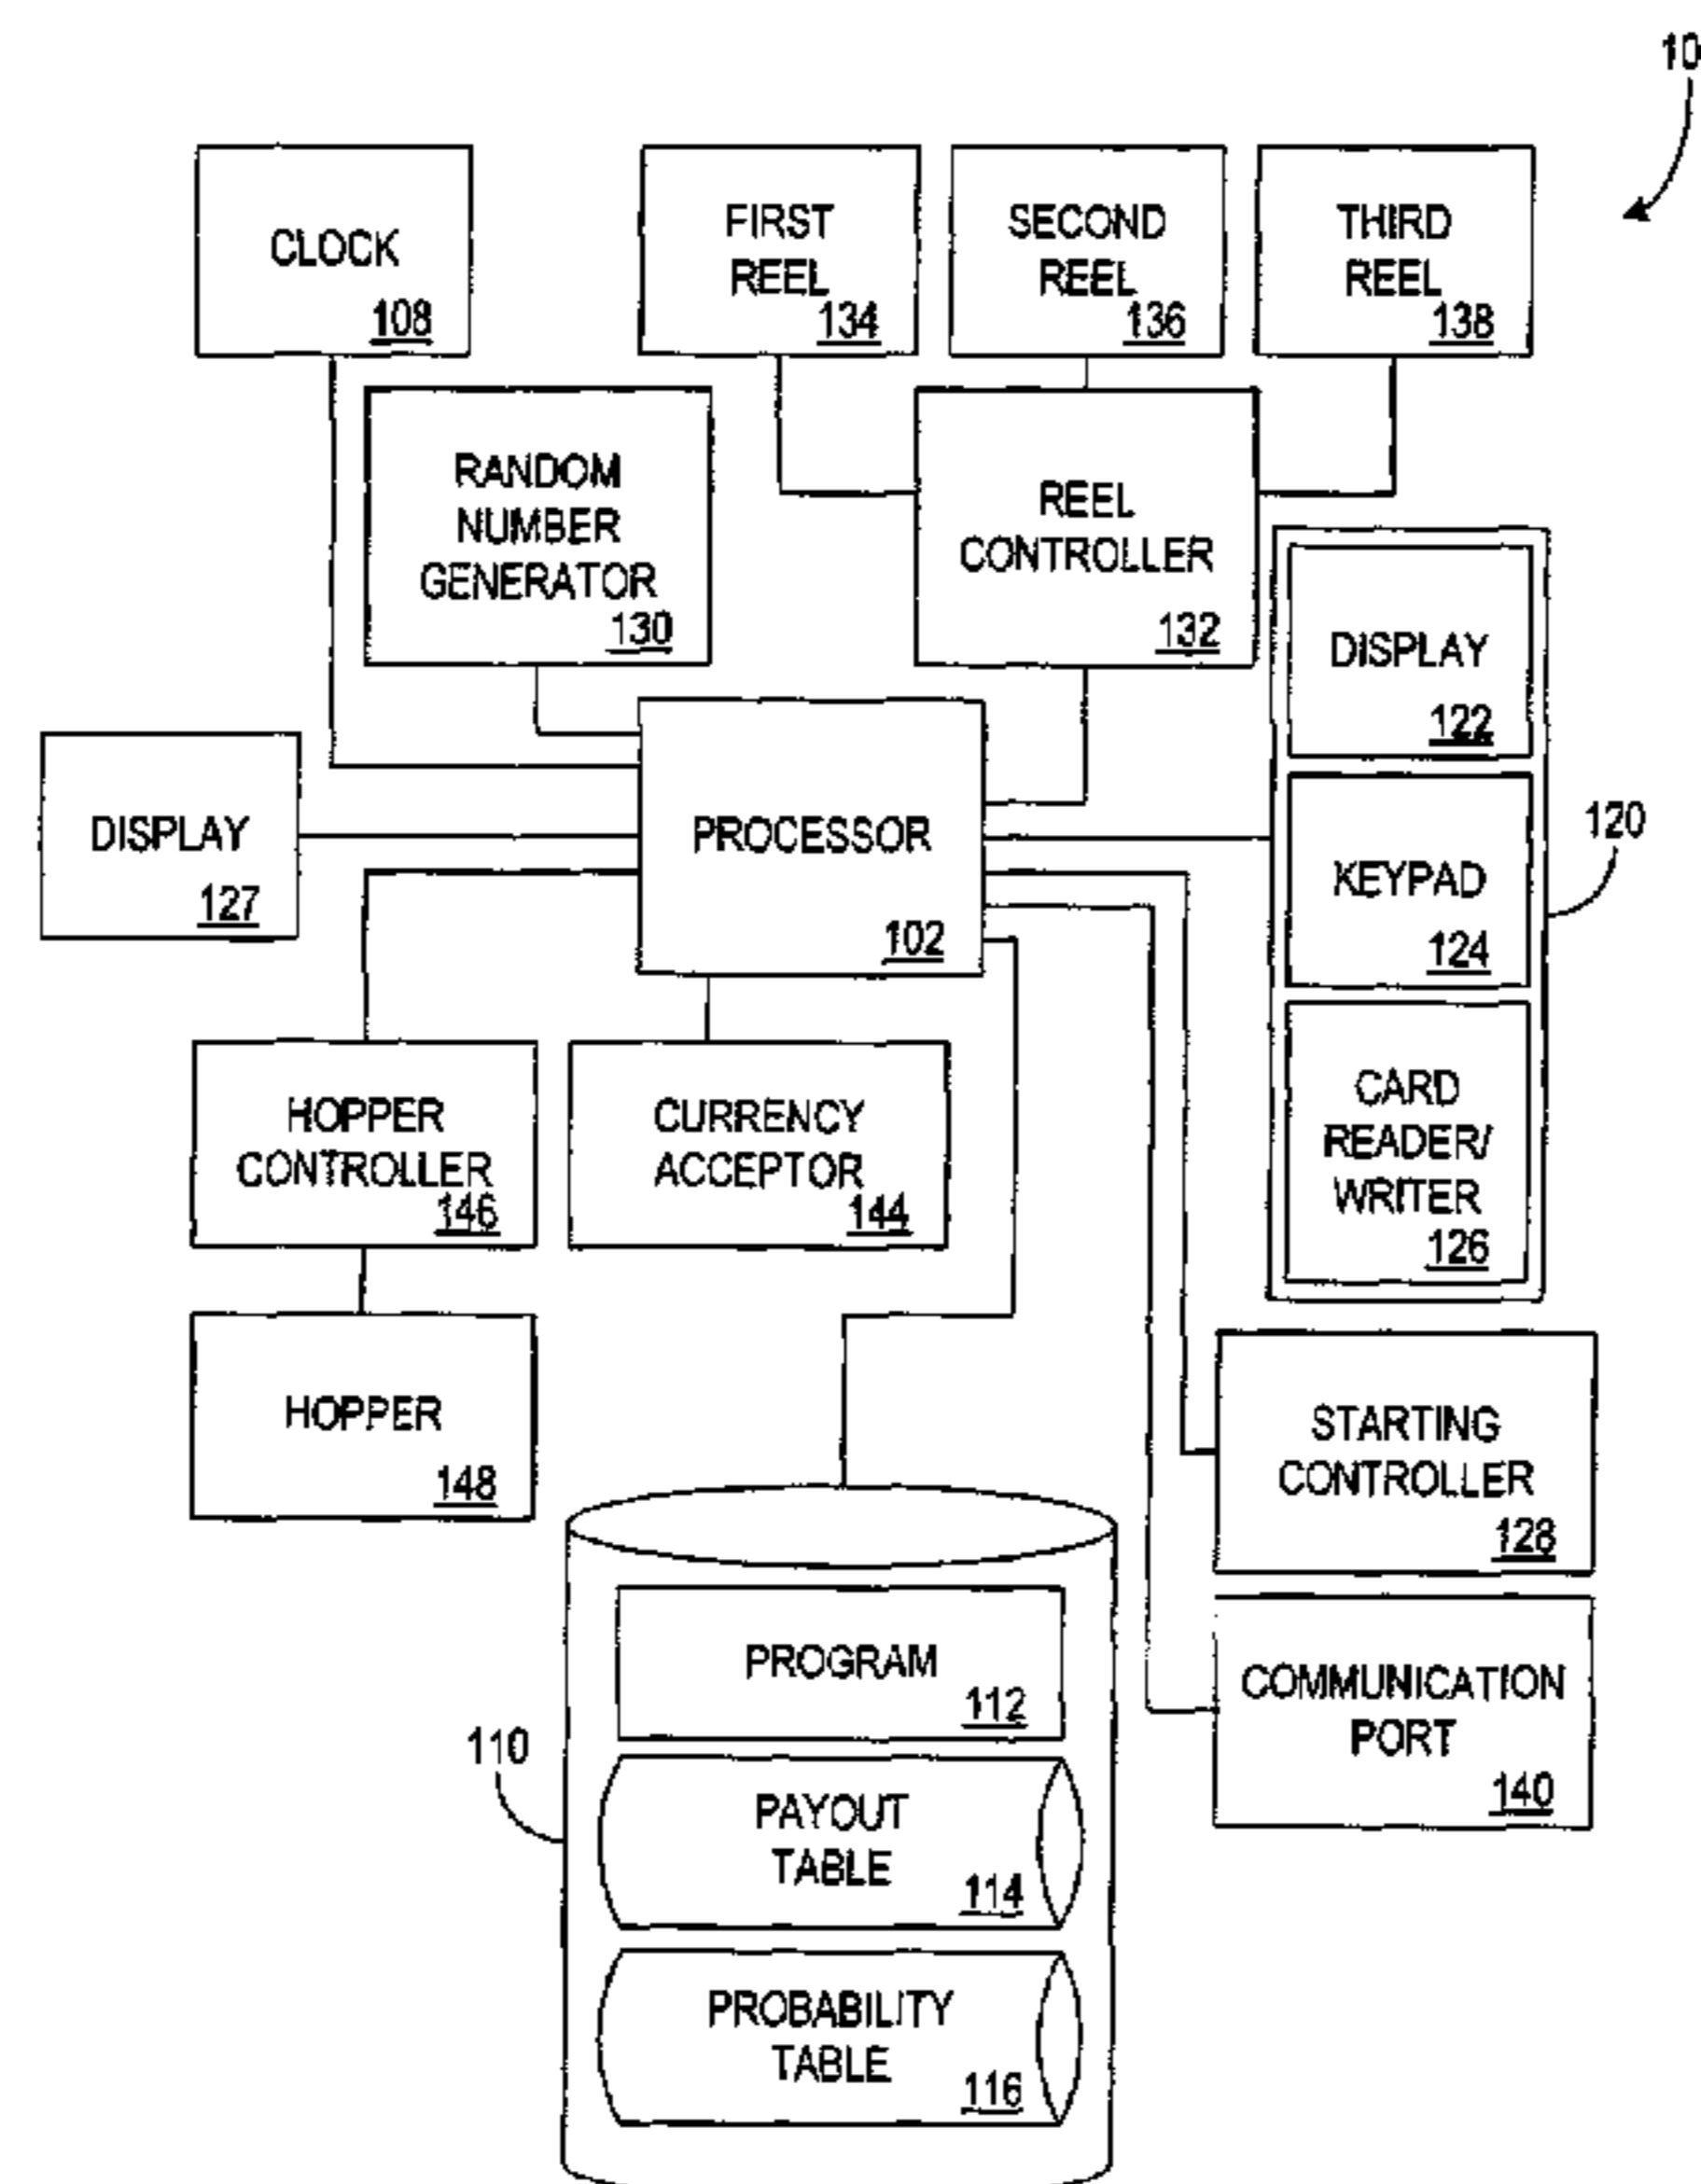 10
CLOCK
108
FIRST
REEL
134
SECOND
REEL
136
THIRD
REEL
138
RANDOM
NUMBER
GENERATOR
130
REEL
CONTROLLER
132
DISPLAY
122
DISPLAY
127
PROCESSOR
102
KEYPAD
124
120
CARD
READER/
WRITER
126
HOPPER
CONTROLLER
146
CURRENCY
ACCEPTOR
144
HOPPER
148
STARTING
CONTROLLER
128
COMMUNICATION
PORT
140
110
PROGRAM
112
PAYOUT
TABLE
114
PROBABILITY
TABLE
116